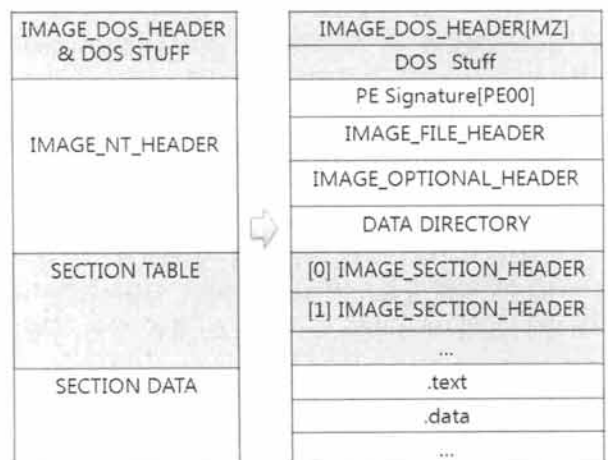 IMAGE_DOS_HEADER
& DOS STUFF
IMAGE_NT_HEADER
SECTION TABLE
SECTION DATA
IMAGE_DOS_HEADER[MZ]
DOS Stuff
PE Signature[PE00]
IMAGE_FILE_HEADER
IMAGE_OPTIONAL_HEADER
DATA DIRECTORY
[0] IMAGE_SECTION_HEADER
[1] IMAGE_SECTION_HEADER
...
.text
.data
...